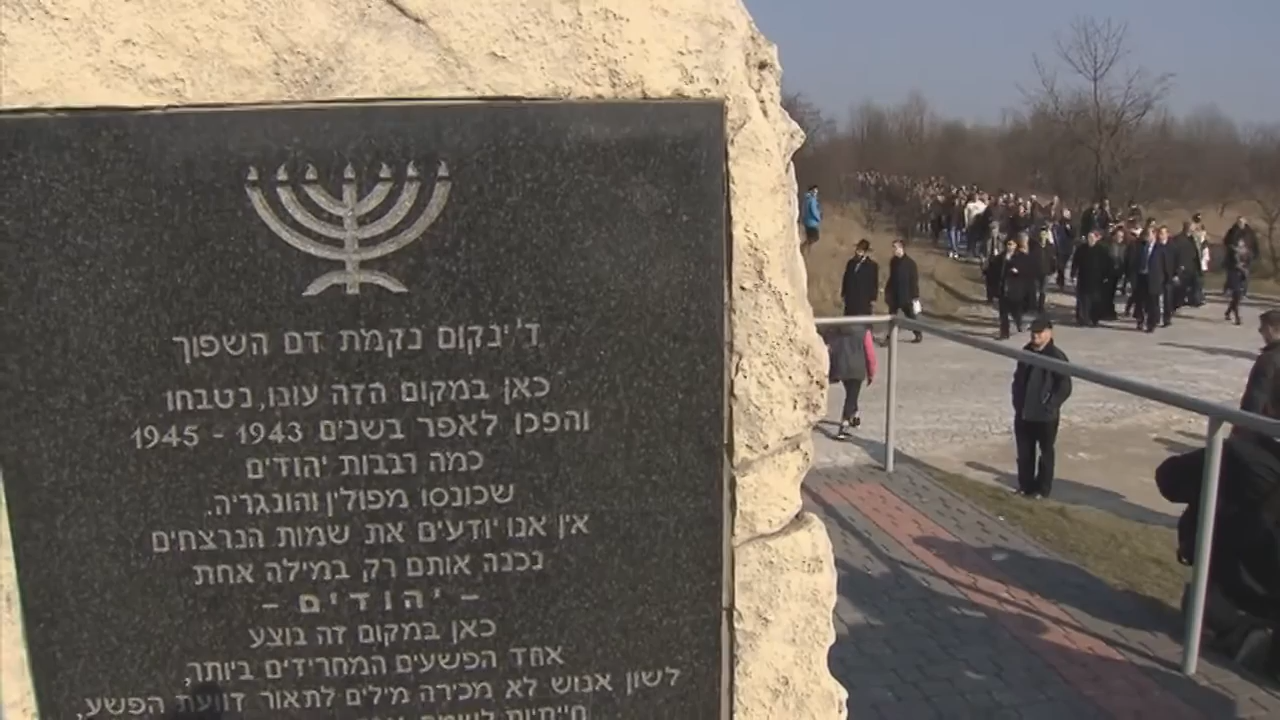 ד' ינקום נקמת דם השפוך
כאן במקום הזה עונו, נטבחו
והפכו לאפר בשנים 1943 - 1945
כמה רבבות יהודים
שכונסו מפולין והונגריה.
אין אנו יודעים את שמות הנרצחים
נכנה אותם רק במילה אחת
- יהודים -
כאן במקום זה בוצע
אחד הפשעים המחרידים ביותר,
לשון אנוש לא מכירה מילים לתאור זוועת הפשע,